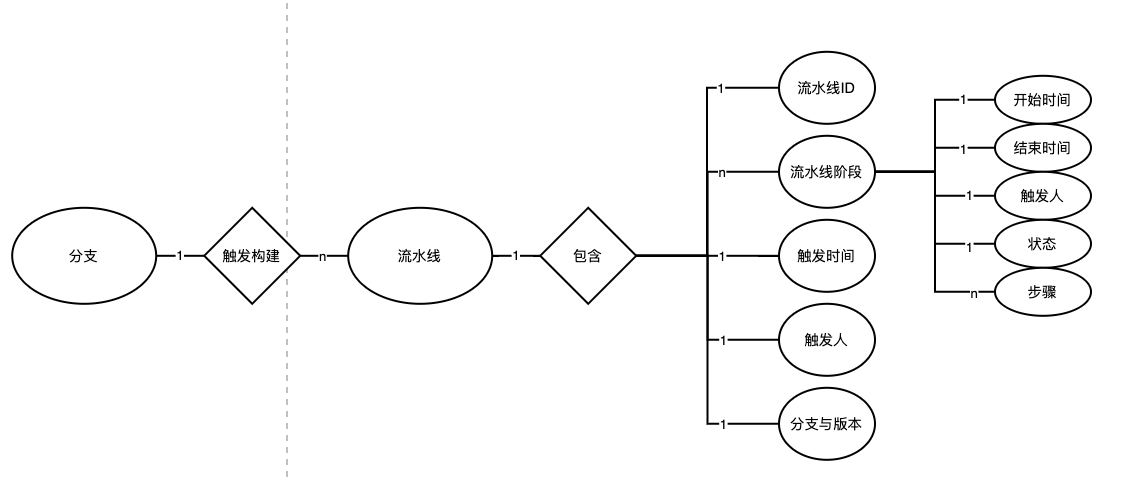 分支
1
触发构建
n
流水线
1
包含
1
流水线ID
n
流水线阶段
1
触发时间
1
触发人
1
分支与版本
1
开始时间
1
结束时间
1
触发人
1
状态
n
步骤